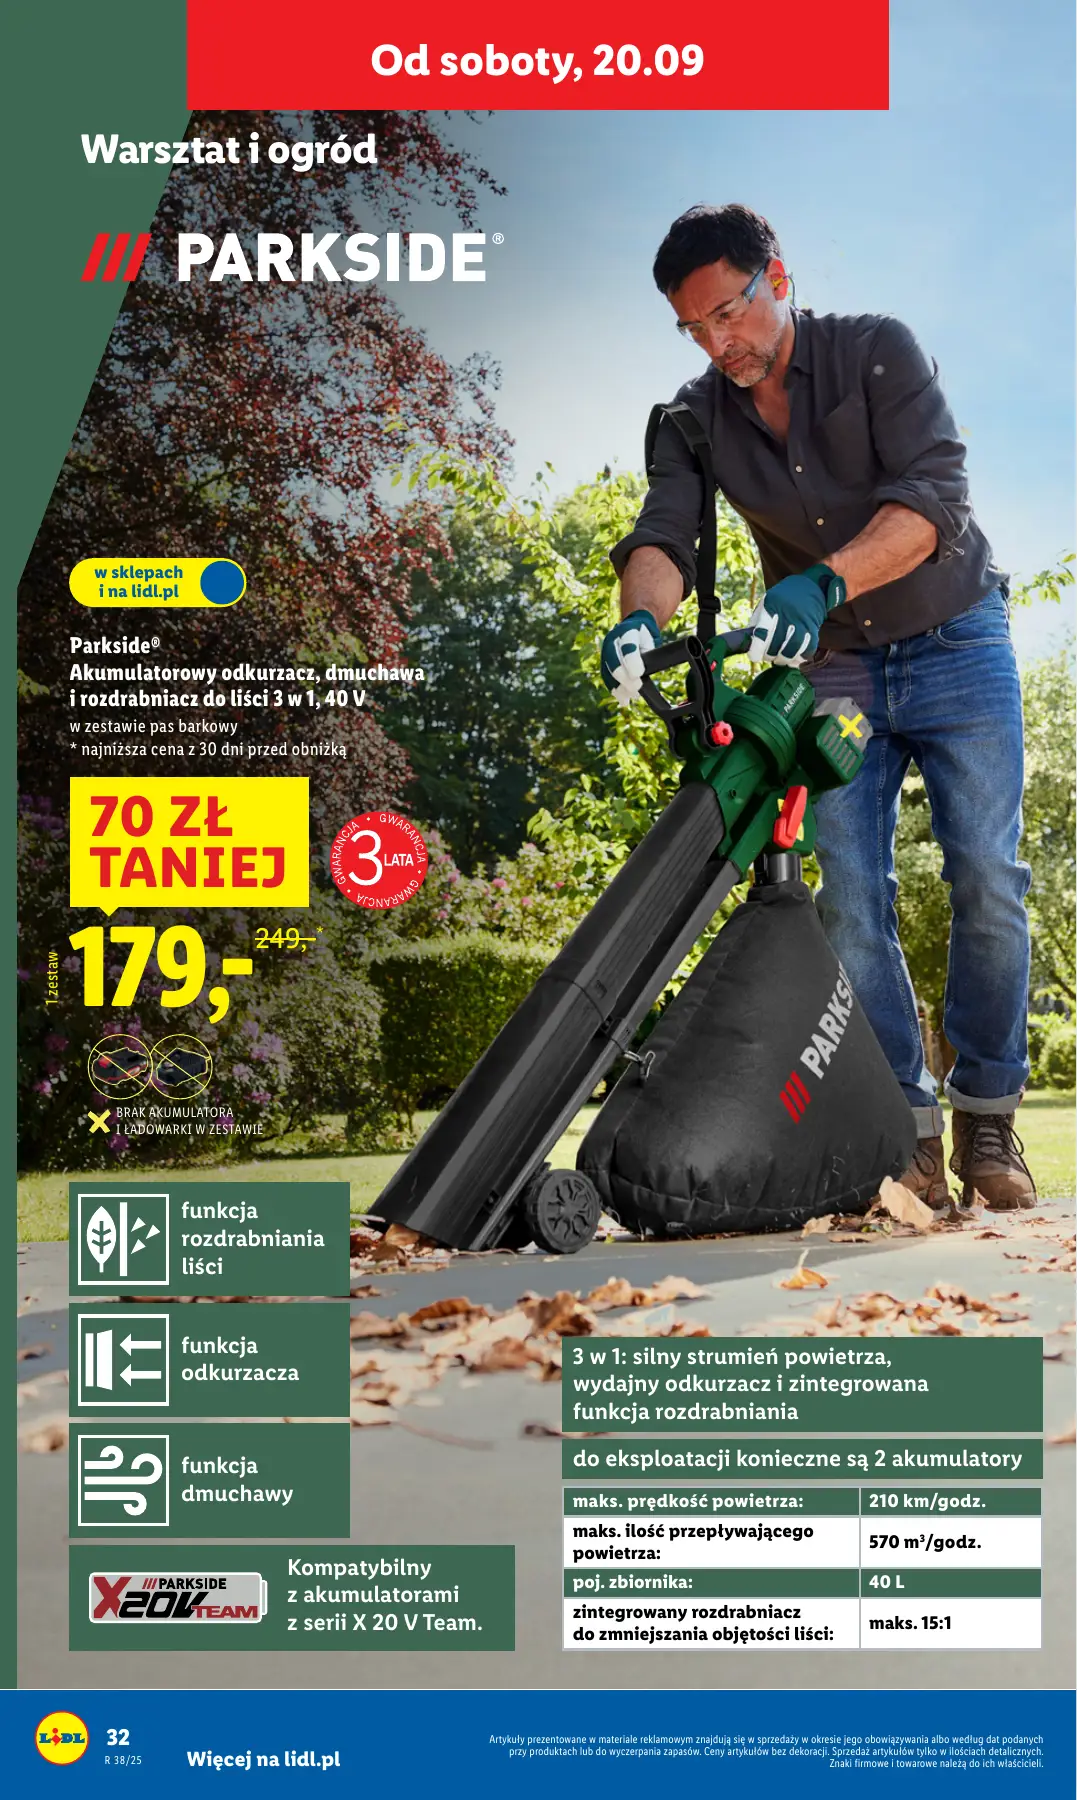 Od soboty, 20.09
Warsztat i ogród
PARKSIDE®
w sklepach
i na lidl.pl
Parkside®
Akumulatorowy odkurzacz, dmuchawa
i rozdrabniacz do liści 3 w 1, 40 V
w zestawie pas barkowy
* najniższa cena z 30 dni przed obniżką
70 ZŁ
TANIEJ
GWARANCJA • GWARANCJA • GWARANCJA •
3 LATA
1 zestaw
179,-
249,-*
BRAK AKUMULATORA
I ŁADOWARKI W ZESTAWIE
PARKSIDE
PARKS
funkcja
rozdrabniania
liści
funkcja
odkurzacza
funkcja
dmuchawy
PARKSIDE
X20V TEAM
Kompatybilny
z akumulatorami
z serii X 20 V Team.
3 w 1: silny strumień powietrza,
wydajny odkurzacz i zintegrowana
funkcja rozdrabniania
do eksploatacji konieczne są 2 akumulatory
maks. prędkość powietrza: 210 km/godz.
maks. ilość przepływającego
powietrza: 570 m³/godz.
poj. zbiornika: 40 L
zintegrowany rozdrabniacz
do zmniejszania objętości liści: maks. 15:1
LIDL
32
R 38/25
Więcej na lidl.pl
Artykuły prezentowane w materiale reklamowym znajdują się w sprzedaży w okresie jego obowiązywania albo według dat podanych
przy produktach lub do wyczerpania zapasów. Ceny artykułów bez dekoracji. Sprzedaż artykułów tylko w ilościach detalicznych.
Znaki firmowe i towarowe należą do ich właścicieli.